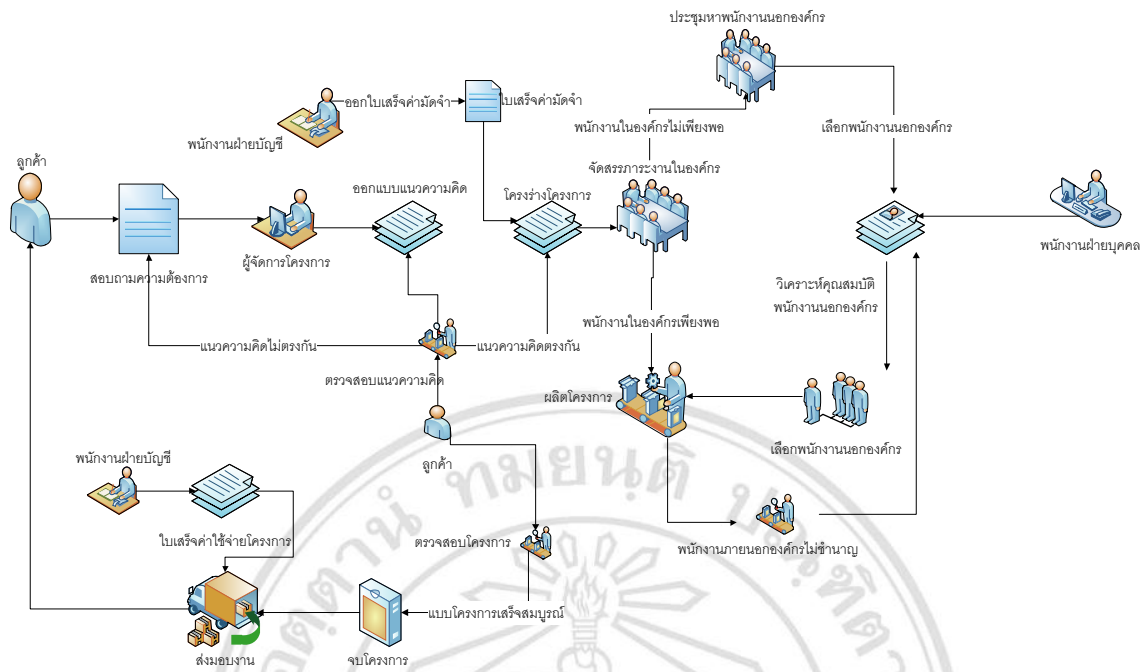 ประชุมหาพนักงานนอกองค์กร
ออกใบเสร็จค่ามัดจำ
ใบเสร็จค่ามัดจำ
พนักงานในองค์กรไม่เพียงพอ
เลือกพนักงานนอกองค์กร
พนักงานฝ่ายบัญชี
ลูกค้า
ออกแบบแนวความคิด
โครงร่างโครงการ
จัดสรรภาระงานในองค์กร
สอบถามความต้องการ
ผู้จัดการโครงการ
พนักงานฝ่ายบุคคล
วิเคราะห์คุณสมบัติ
พนักงานนอกองค์กร
พนักงานในองค์กรเพียงพอ
แนวความคิดไม่ตรงกัน
แนวความคิดตรงกัน
ตรวจสอบแนวความคิด
ผลิตโครงการ
เลือกพนักงานนอกองค์กร
ลูกค้า
พนักงานฝ่ายบัญชี
ใบเสร็จค่าใช้จ่ายโครงการ
ตรวจสอบโครงการ
พนักงานภายนอกองค์กรไม่ชำนาญ
แบบโครงการเสร็จสมบูรณ์
ส่งมอบงาน
จบโครงการ